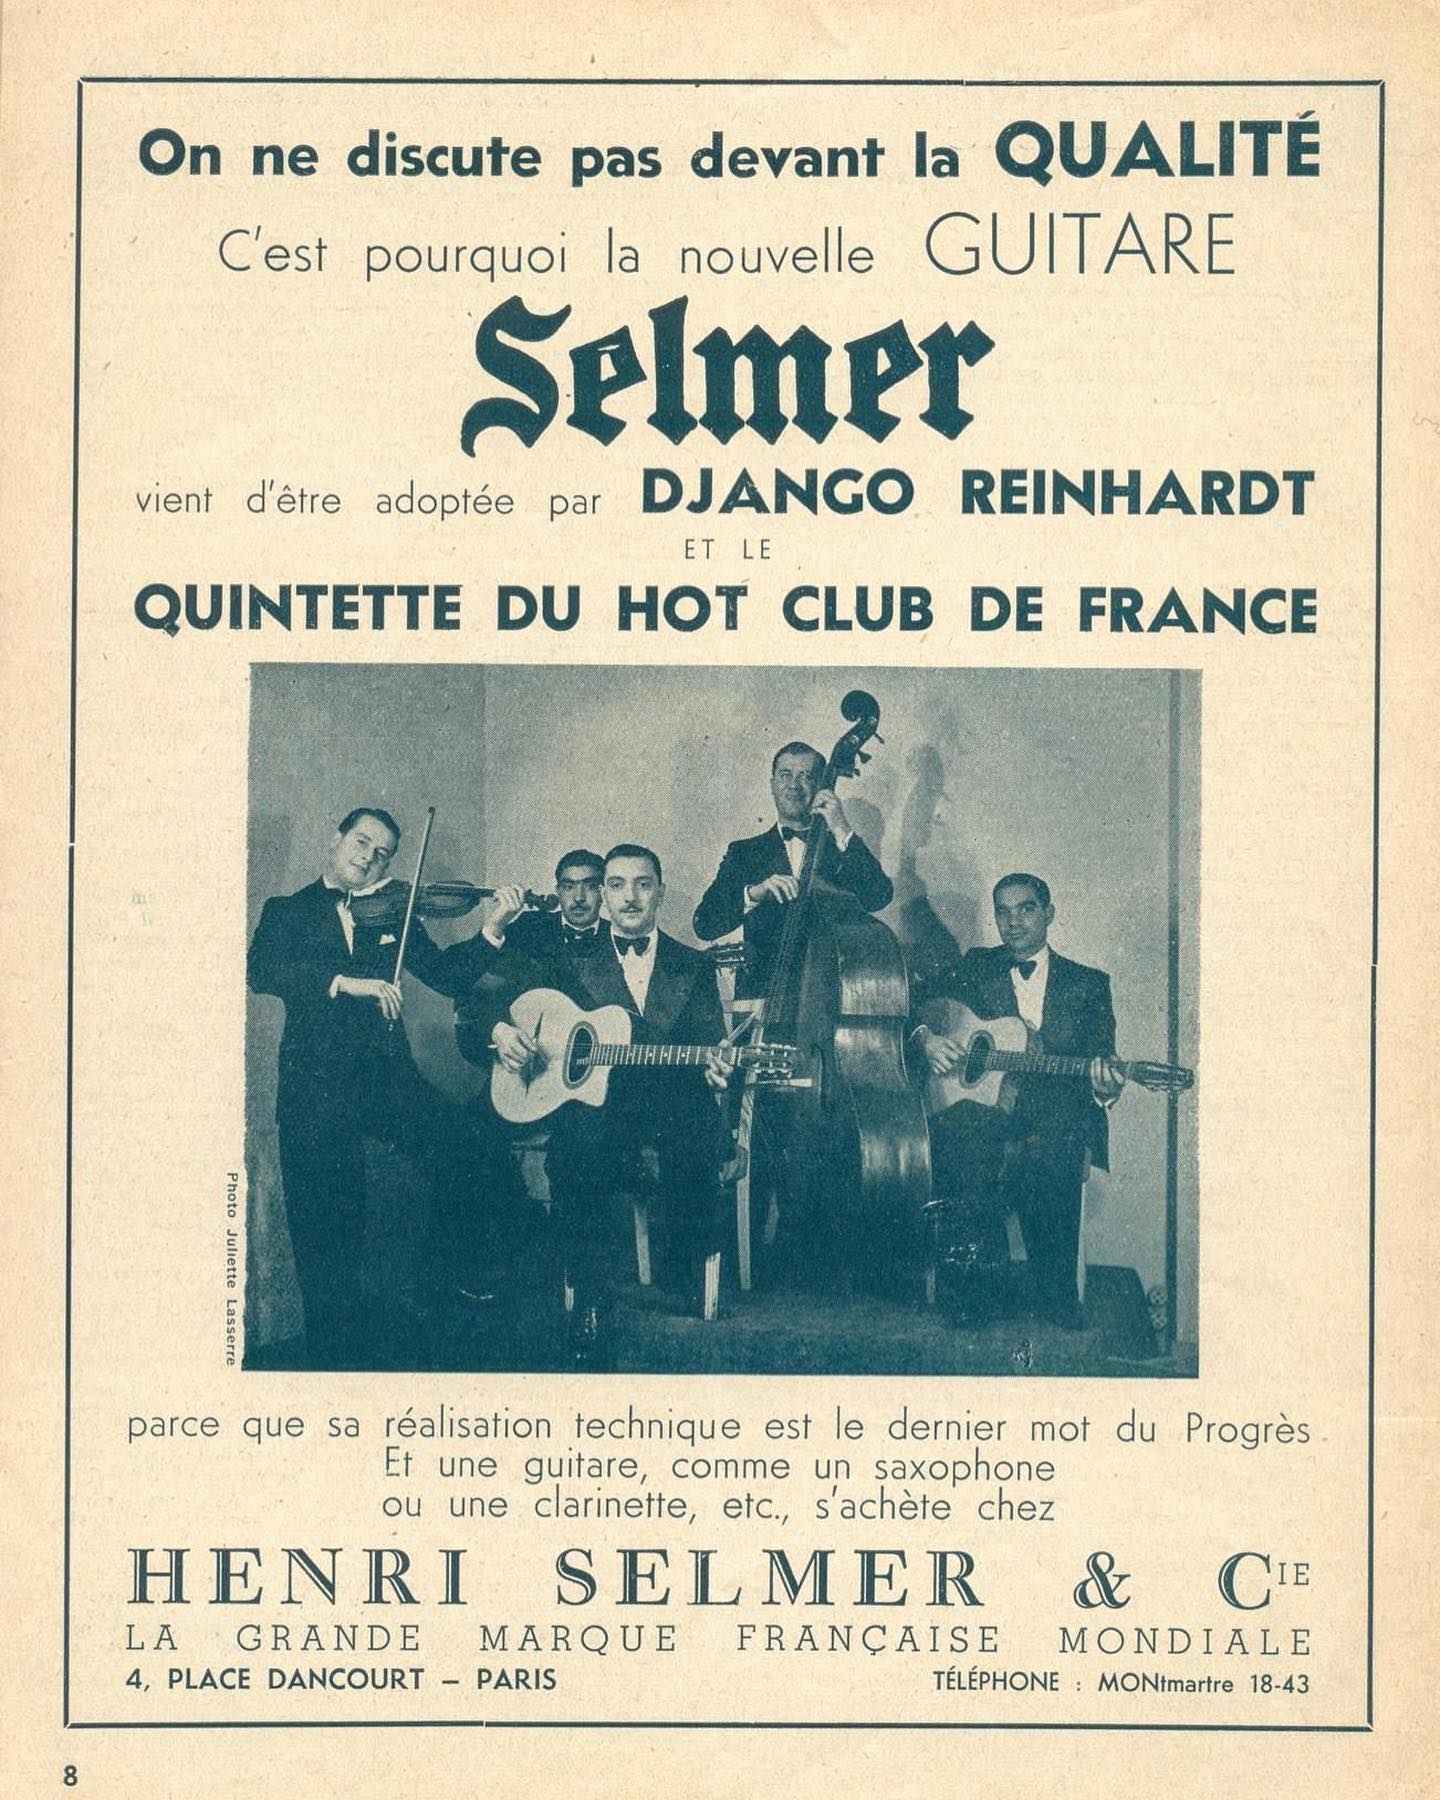 On ne discute pas devant la QUALITÉ
C'est pourquoi la nouvelle GUITARE
Selmer
vient d'être adoptée par DJANGO REINHARDT
ET LE
QUINTETTE DU HOT CLUB DE FRANCE
Photo Juliette Lasserre
parce que sa réalisation technique est le dernier mot du Progrès.
Et une guitare, comme un saxophone
ou une clarinette, etc., s'achète chez
HENRI SELMER & CIE
LA GRANDE MARQUE FRANÇAISE MONDIALE
4, PLACE DANCOURT – PARIS TÉLÉPHONE : MONtmartre 18-43
8